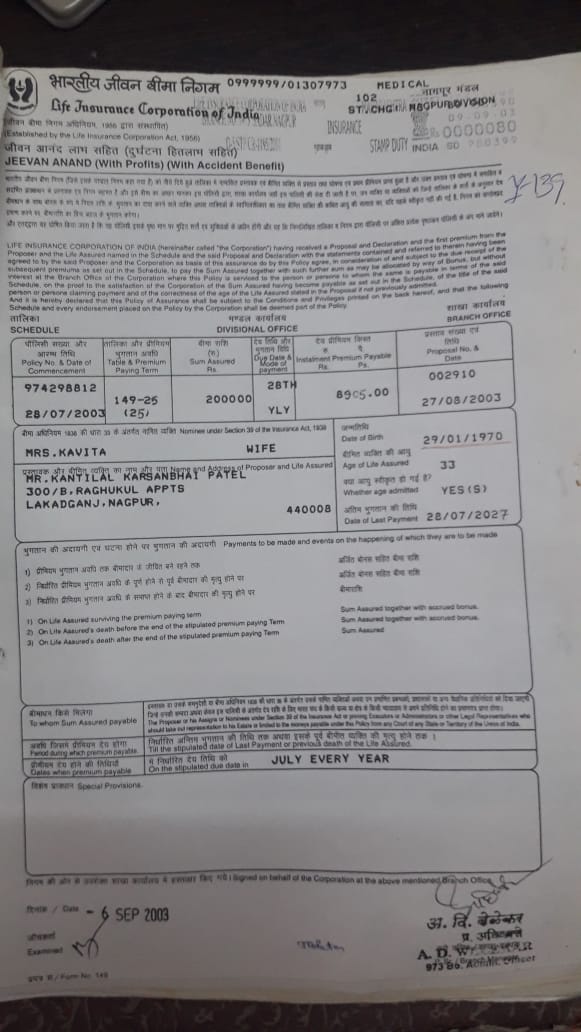 भारतीय जीवन बीमा निगम 0999999/01307973 MEDICAL
102 नागपूर मंडल
Life Insurance Corporation of India ST.CHG. NAGPUR DIVISION
09.09.03
जीवन बीमा निगम अधिनियम, 1956 द्वारा संस्थापित)
(Established by the Life Insurance Corporation Act, 1956)
INSURANCE
0000080
STAMP DUTY INDIA
जीवन आनंद लाभ सहित) (दुर्घटना हितलाभ सहित)
JEEVAN ANAND (With Profits) (With Accident Benefit)
Y-139
LIFE INSURANCE CORPORATION OF INDIA (hereinafter called "the Corporation") having received a Proposal and Declaration and the first premium from the
Proposer and the Life Assured named in the Schedule and the said Proposal and Declaration with the statements contained and referred to therein having been
agreed to by the said Proposer and the Corporation as basis of this assurance do by this Policy agree, in consideration of and subject to the due receipt of the
subsequent premiums as set out in the Schedule, to pay the Sum Assured together with such further sum as may be allocated by way of Bonus, but without
interest at the Branch Office of the Corporation where this Policy is serviced to the person or persons to whom the same is payable in terms of the said
Schedule, on the proof to the satisfaction of the Corporation of the Sum Assured having become payable as set out in the Schedule, of the title of the said
person or persons claiming payment and of the correctness of the age of the Life Assured stated in the Proposal if not previously admitted.
And it is hereby declared that this Policy of Assurance shall be subject to the Conditions and Privileges printed on the back hereof, and that the following
Schedule and every endorsement placed on the Policy by the Corporation shall be deemed part of the Policy.
तालिका मण्डल कार्यालय शाखा कार्यालय
SCHEDULE DIVISIONAL OFFICE BRANCH OFFICE
पॉलिसी संख्या और आरम्भ तिथि
Policy No. & Date of Commencement
तालिका और प्रीमियम भुगतान अवधि
Table & Premium Paying Term
बीमा राशि (रु.)
Sum Assured Rs.
देय तिथि और भुगतान विधि
Due Date & Mode of payment
देय प्रीमियम किस्त
Instalment Premium Payable
Rs. Ps.
प्रस्ताव संख्या एवं तिथि
Proposal No. & Date
974298812 149-25 200000 28TH 8905.00 002910
28/07/2003 (25) YLY 27/08/2003
बीमा अधिनियम 1938 की धारा 39 के अंतर्गत नामित व्यक्ति Nominee under Section 39 of the Insurance Act, 1938
MRS.KAVITA WIFE
प्रस्तावक और बीमित व्यक्ति का नाम और पता Name and Address of Proposer and Life Assured
MR.KANTILAL KARSANBHAI PATEL
300/B,RAGHUKUL APPTS
LAKADGANJ,NAGPUR,
440008
जन्मतिथि
Date of Birth 29/01/1970
बीमित व्यक्ति की आयु
Age of Life Assured 33
क्या आयु स्वीकृत हो गई है?
Whether age admitted YES(S)
अंतिम भुगतान की तिथि
Date of Last Payment 28/07/2027
भुगतान की अदायगी एवं घटना होने पर भुगतान की अदायगी Payments to be made and events on the happening of which they are to be made
1) प्रीमियम भुगतान अवधि तक बीमादार के जीवित बने रहने तक अर्जित बोनस सहित बीमा राशि
2) निर्धारित प्रीमियम भुगतान अवधि के पूर्ण होने से पूर्व बीमादार की मृत्यु होने पर अर्जित बोनस सहित बीमा राशि
3) निर्धारित प्रीमियम भुगतान अवधि के समाप्त होने के बाद बीमादार की मृत्यु होने पर बीमाराशि
1) On Life Assured surviving the premium paying term Sum Assured together with accrued bonus.
2) On Life Assured's death before the end of the stipulated premium paying Term Sum Assured together with accrued bonus.
3) On Life Assured's death after the end of the stipulated premium paying Term Sum Assured
बीमाधन किसे मिलेगा
To whom Sum Assured payable
The Proposer or his Assigns or Nominees under Section 39 of the Insurance Act or proving Executors or Administrators or other Legal Representatives who
should take out representation to his Estate or limited to the moneys payable under this Policy from any Court of any State or Territory of the Union of India.
अवधि जिसमें प्रीमियम देय होगा
Period during which premium payable.
निर्धारित अन्तिम भुगतान की तिथि तक अथवा इसके पूर्व बीमित व्यक्ति की मृत्यु होने तक।
Till the stipulated date of Last Payment or previous death of the Life Assured.
प्रीमियम देय होने की तिथियाँ
Dates when premium payable
में निर्धारित देय तिथि को
On the stipulated due date in JULY EVERY YEAR
विशेष प्रावधान Special Provisions.
निगम की ओर से उपरोक्त शाखा कार्यालय में हस्ताक्षर किए गये। Signed on behalf of the Corporation at the above mentioned Branch Office
दिनांक / Date - 6 SEP 2003
जाँचकर्ता
Examined
अ. वि. बेलेकर
A. D.
973 Bo. Admin. Officer
प्रपत्र सं./ Form No. 149